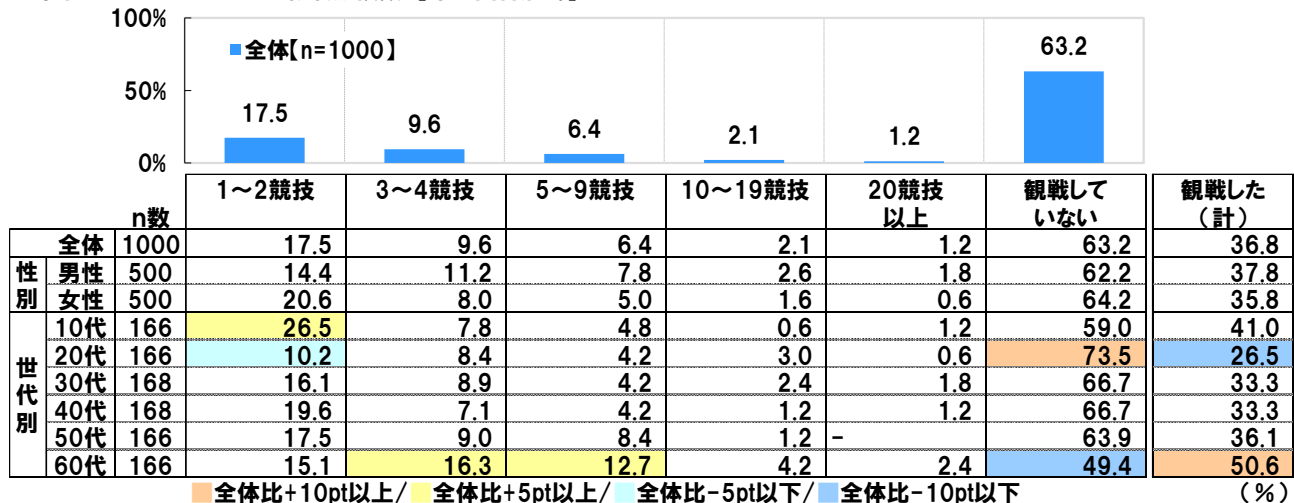 100%
50%
0%
■全体【n=1000】
17.5 9.6 6.4 2.1 1.2 63.2
n数 1～2競技 3～4競技 5～9競技 10～19競技 20競技以上 観戦していない 観戦した（計）
全体 1000 17.5 9.6 6.4 2.1 1.2 63.2 36.8
性別
男性 500 14.4 11.2 7.8 2.6 1.8 62.2 37.8
女性 500 20.6 8.0 5.0 1.6 0.6 64.2 35.8
世代別
10代 166 26.5 7.8 4.8 0.6 1.2 59.0 41.0
20代 166 10.2 8.4 4.2 3.0 0.6 73.5 26.5
30代 168 16.1 8.9 4.2 2.4 1.8 66.7 33.3
40代 168 19.6 7.1 4.2 1.2 1.2 66.7 33.3
50代 166 17.5 9.0 8.4 1.2 - 63.9 36.1
60代 166 15.1 16.3 12.7 4.2 2.4 49.4 50.6
■全体比+10pt以上/■全体比+5pt以上/■全体比-5pt以下/■全体比-10pt以下 （%）